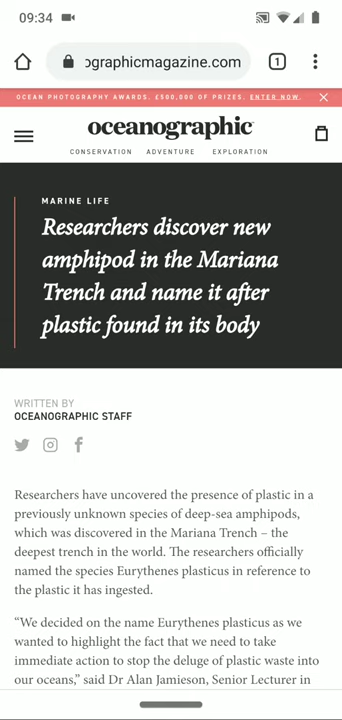 09:34
ographicmagazine.com
1
OCEAN PHOTOGRAPHY AWARDS. £500,000 OF PRIZES. ENTER NOW.
oceanographic
CONSERVATION ADVENTURE EXPLORATION
MARINE LIFE
Researchers discover new
amphipod in the Mariana
Trench and name it after
plastic found in its body
WRITTEN BY
OCEANOGRAPHIC STAFF
Researchers have uncovered the presence of plastic in a
previously unknown species of deep-sea amphipods,
which was discovered in the Mariana Trench – the
deepest trench in the world. The researchers officially
named the species Eurythenes plasticus in reference to
the plastic it has ingested.
“We decided on the name Eurythenes plasticus as we
wanted to highlight the fact that we need to take
immediate action to stop the deluge of plastic waste into
our oceans,” said Dr Alan Jamieson, Senior Lecturer in